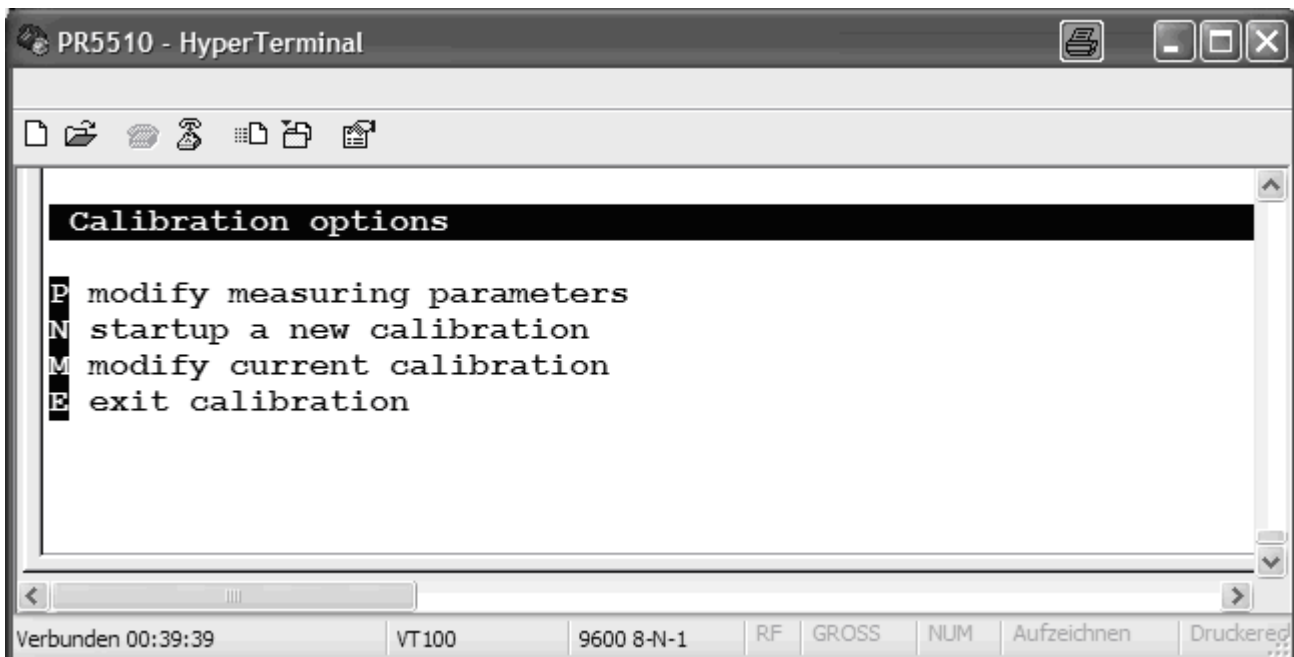 PR5510 - HyperTerminal
Calibration options
P modify measuring parameters
N startup a new calibration
M modify current calibration
E exit calibration
Verbunden 00:39:39 VT100 9600 8-N-1 RF GROSS NUM Aufzeichnen